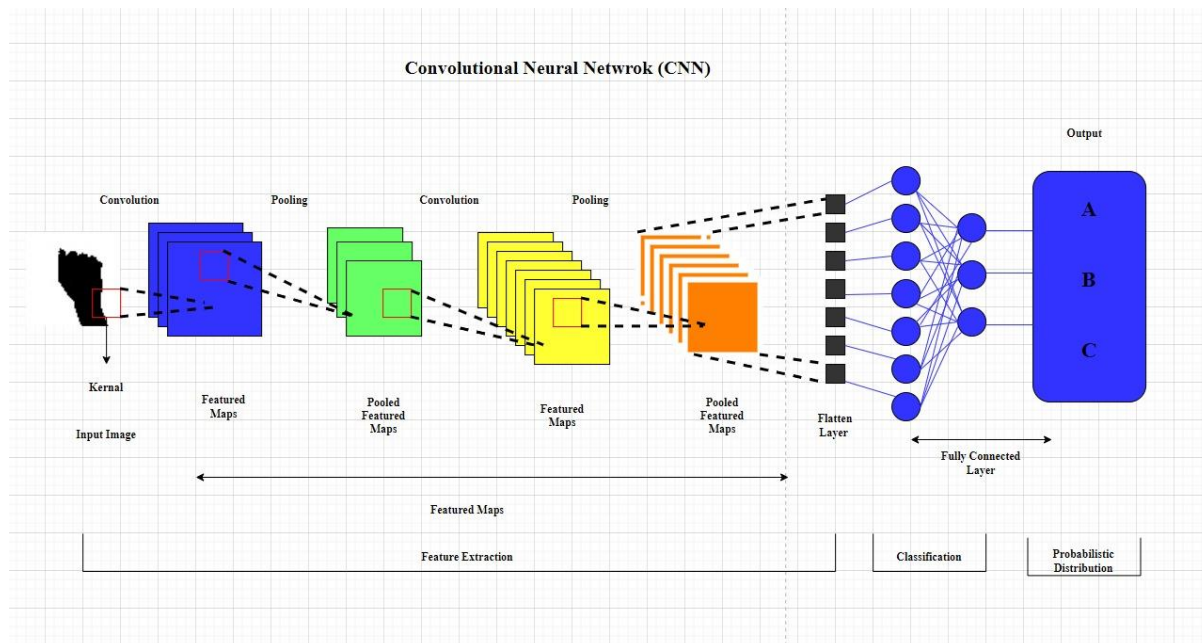 Convolutional Neural Netwrok (CNN)
Output
Convolution
Pooling
Convolution
Pooling
A
B
C
Kernal
Input Image
Featured
Maps
Pooled
Featured
Maps
Featured
Maps
Pooled
Featured
Maps
Flatten
Layer
Fully Connected
Layer
Featured Maps
Feature Extraction
Classification
Probabilistic
Distribution